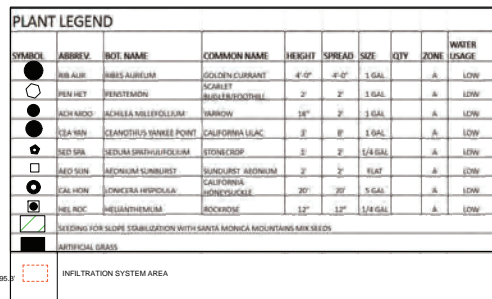 PLANT LEGEND
SYMBOL ABBREV. BOT. NAME COMMON NAME HEIGHT SPREAD SIZE QTY ZONE WATER USAGE
RIB AUR RIBES AUREUM GOLDEN CURRANT 4'-0" 4'-0" 1 GAL A LOW
PEN HET PENSTEMON SCARLET BUGLER/FOOTHILL 2' 2' 1 GAL A LOW
ACH MOO ACHILEA MILLEFOLLIUM YARROW 2' 1 GAL A LOW
CEA YAN CEANOTHUS YANKEE POINT CALIFORNIA LILAC 3' 8' 1 GAL A LOW
SED SPA SEDUM SPATHULIFOLIUM STONECROP 2' 1/4 GAL A LOW
AEO SUN AEONIUM SUNBURST SUNBURST AEONIUM 2' 2' FLAT A LOW
CAL HON LONICERA HISPIDULA CALIFORNIA HONEYSUCKLE 20' 20' 5 GAL A LOW
HEL ROC HELIANTHEMUM ROCKROSE 12" 12" 1/4 GAL A LOW
SEEDING FOR SLOPE STABILIZATION WITH SANTA MONICA MOUNTAINS MIX SEEDS
ARTIFICIAL GRASS
95.8' INFILTRATION SYSTEM AREA